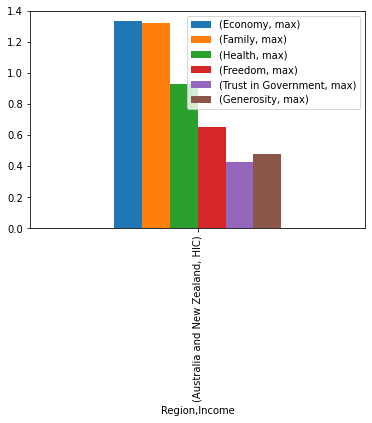 1.4
1.2
1.0
0.8
0.6
0.4
0.2
0.0
(Economy, max)
(Family, max)
(Health, max)
(Freedom, max)
(Trust in Government, max)
(Generosity, max)
(Australia and New Zealand, HIC)
Region,Income